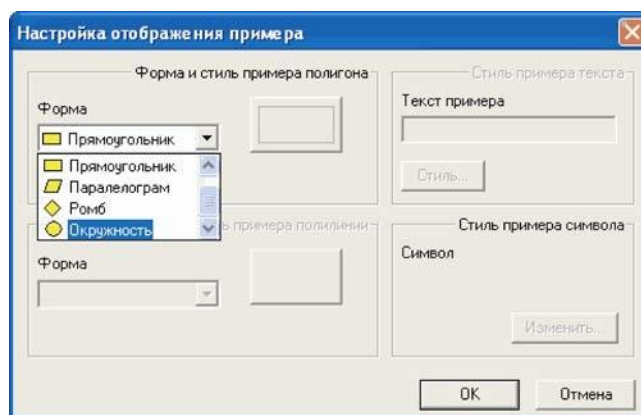 Настройка отображения примера
Форма и стиль примера полигона
Форма
Прямоугольник
Прямоугольник
Паралелограм
Ромб
Окружность
Стиль примера текста
Текст примера
Стиль...
примера полилинии
Форма
Стиль примера символа
Символ
Изменить...
ОК
Отмена